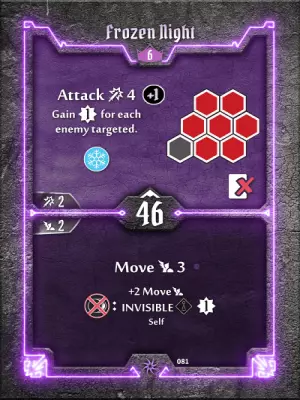 Frozen Night
6
Attack 4 +1
Gain 1 for each
enemy targeted.
2
46
2
Move 3
+2 Move
: INVISIBLE 1
Self
081